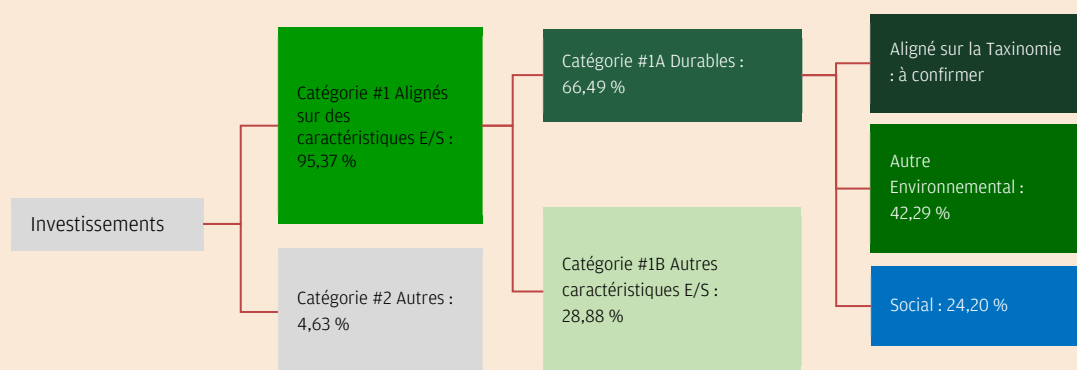 Investissements
Catégorie #1 Alignés
sur des
caractéristiques E/S :
95,37 %
Catégorie #2 Autres :
4,63 %
Catégorie #1A Durables :
66,49 %
Catégorie #1B Autres
caractéristiques E/S :
28,88 %
Aligné sur la Taxinomie
: à confirmer
Autre
Environnemental :
42,29 %
Social : 24,20 %